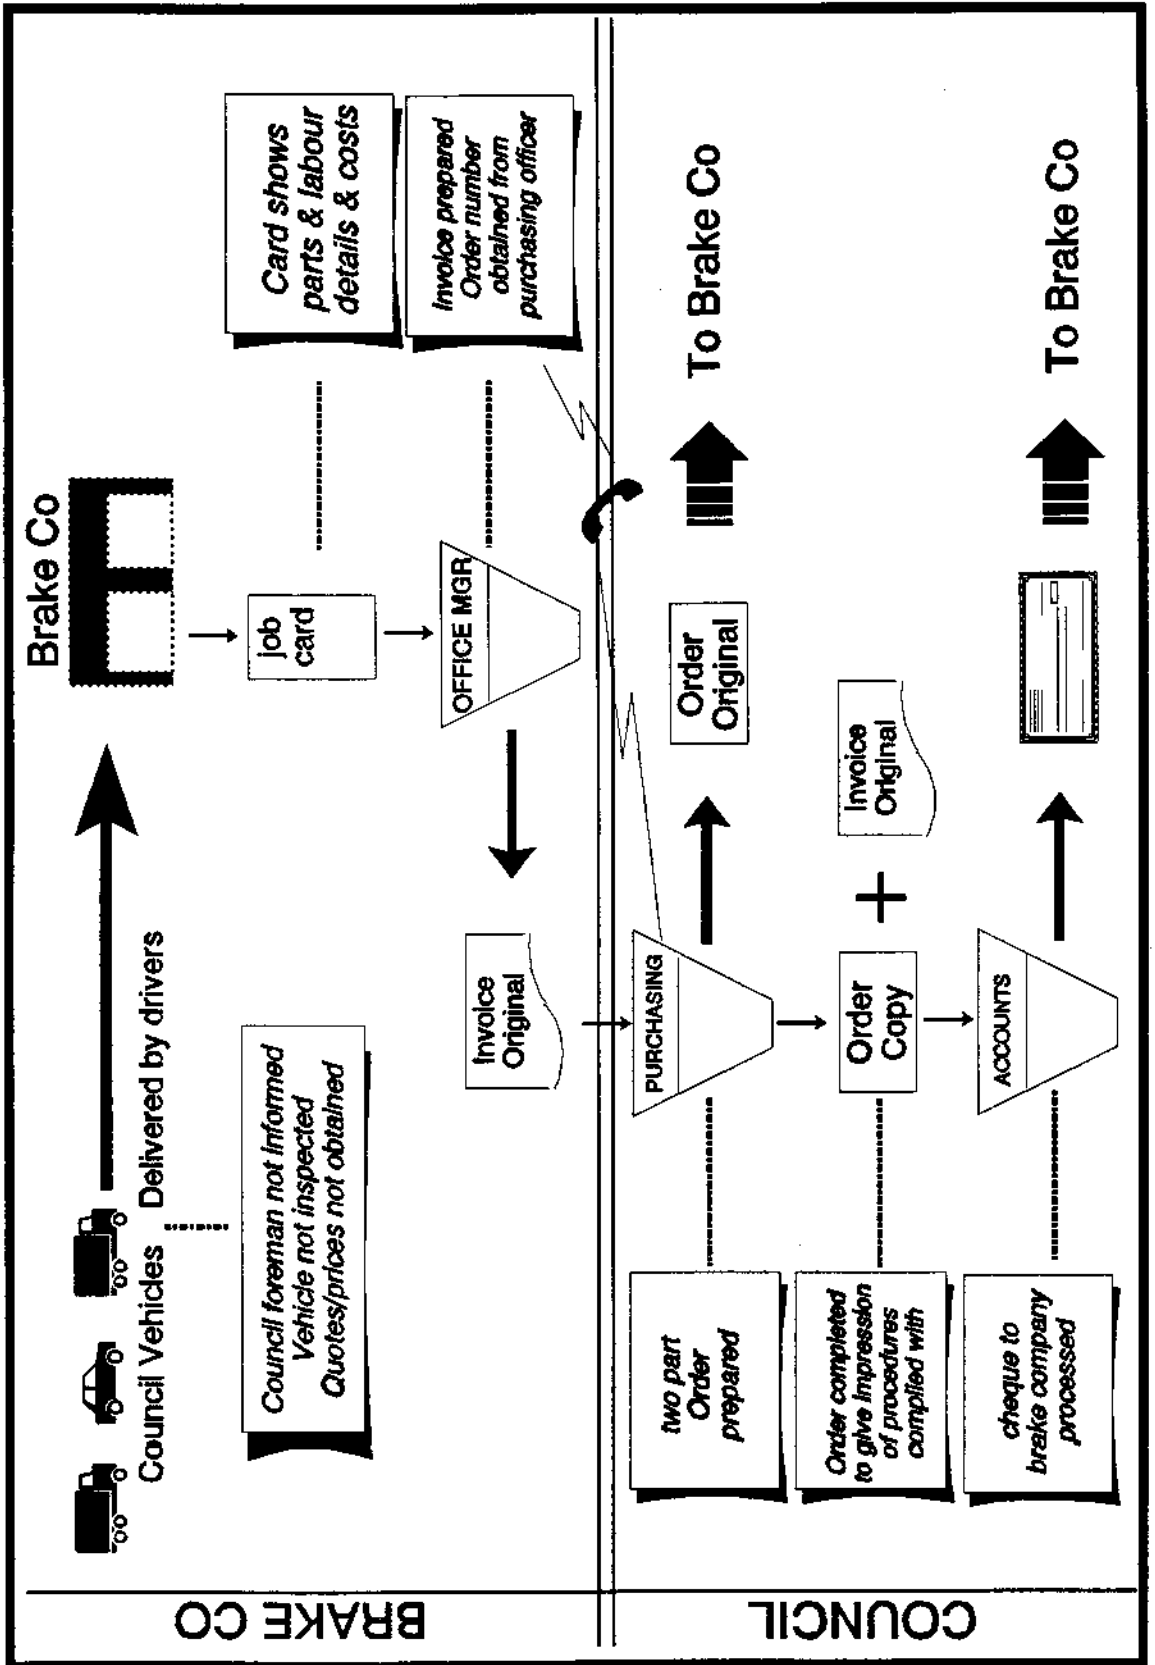 BRAKE CO
Brake Co
Council Vehicles
Delivered by drivers
Council foreman not informed
Vehicle not inspected
Quotes/prices not obtained
job
card
Card shows
parts & labour
details & costs
OFFICE MGR
Invoice prepared
Order number
obtained from
purchasing officer
Invoice
Original
COUNCIL
two part
Order
prepared
PURCHASING
Order
Original
To Brake Co
Order completed
to give impression
of procedures
complied with
Order
Copy
+
Invoice
Original
cheque to
brake company
processed
ACCOUNTS
To Brake Co